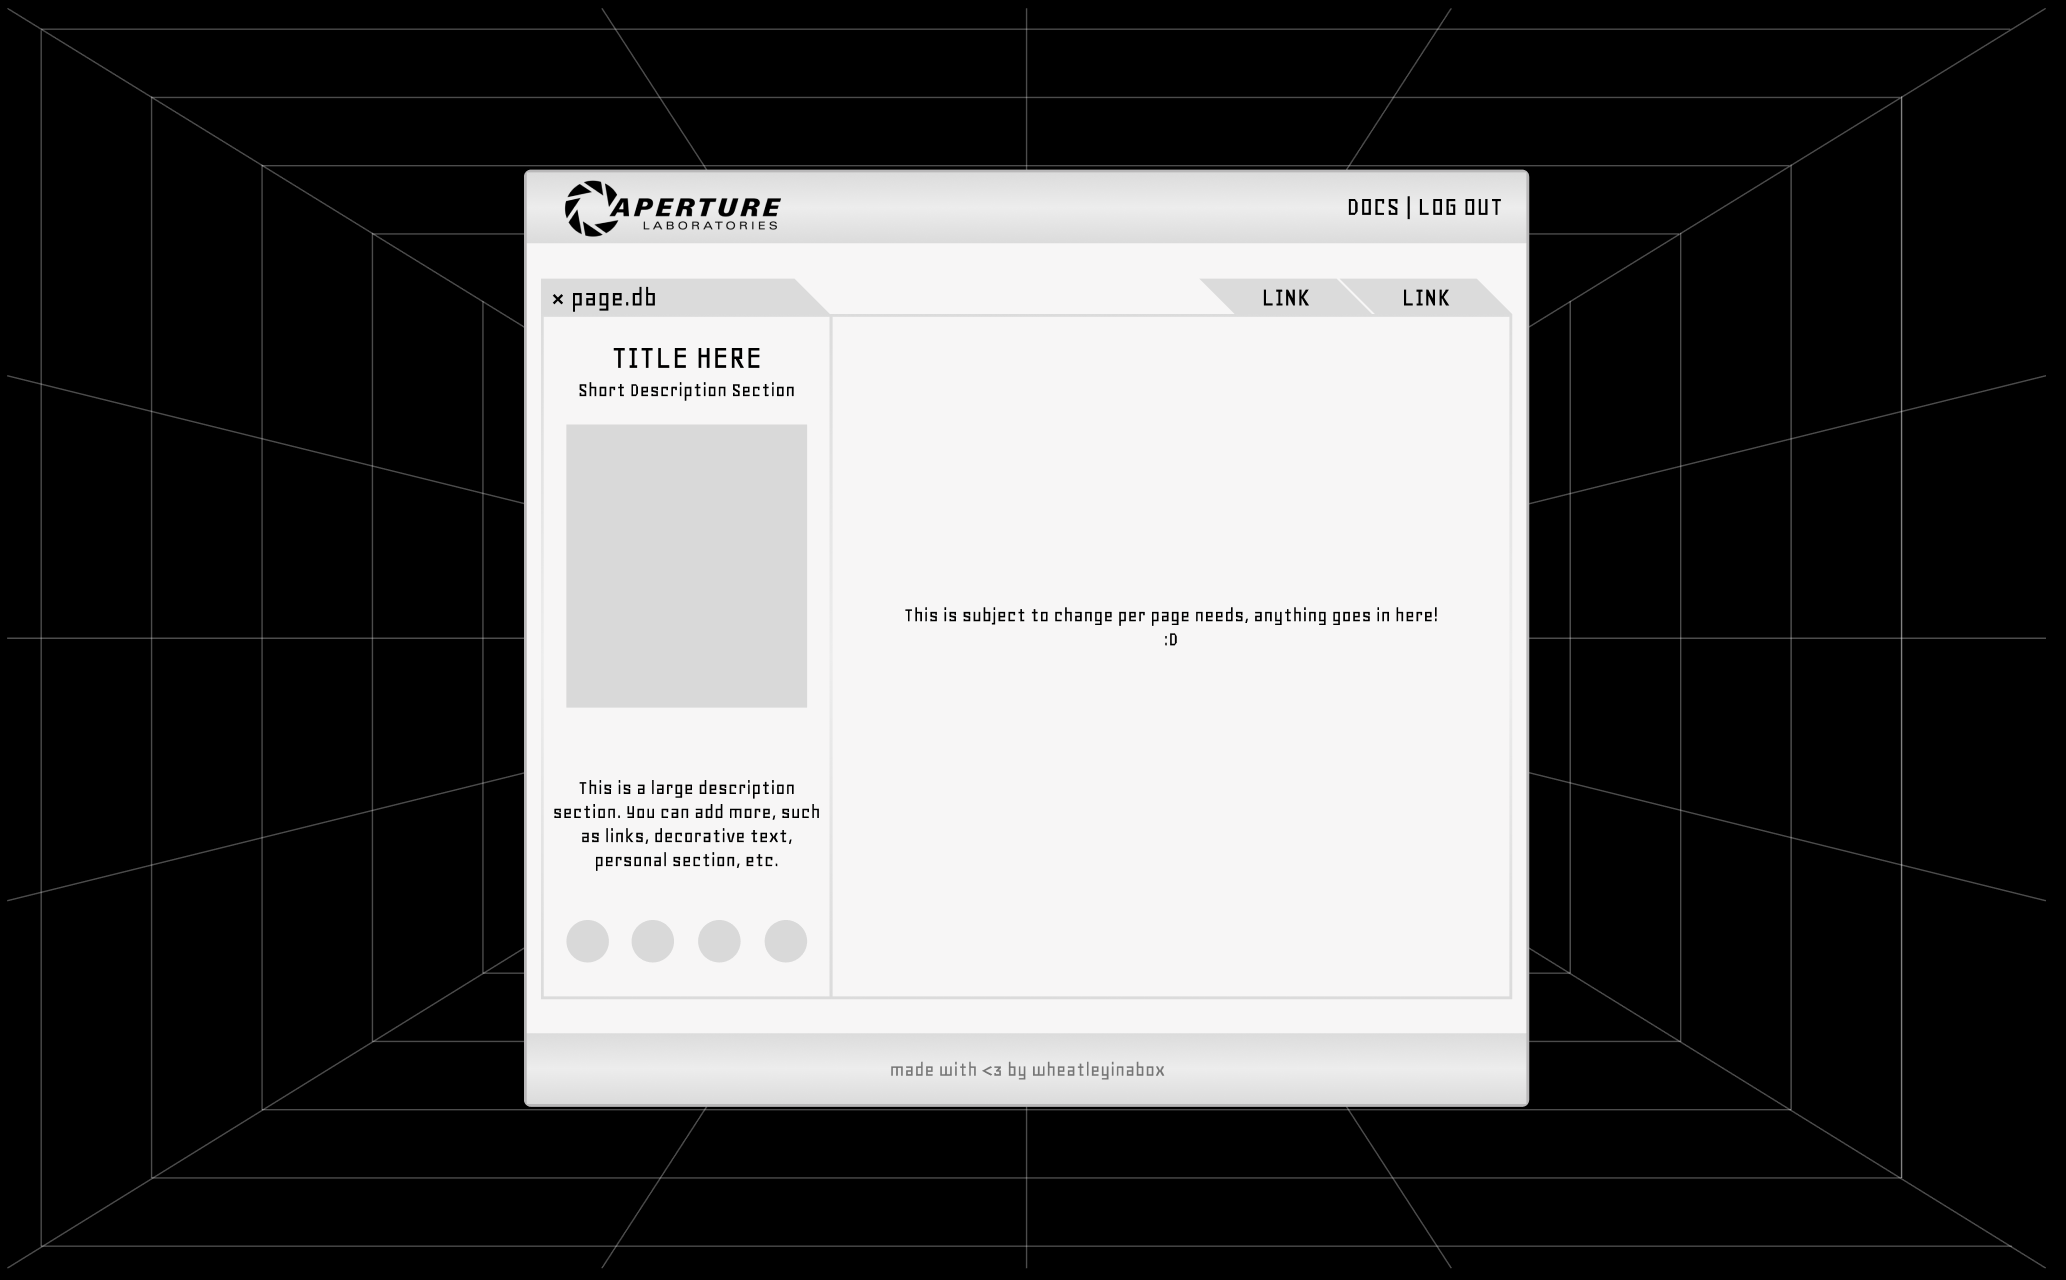 APERTURE
LABORATORIES
DOCS | LOG OUT
× page.db
LINK
LINK
TITLE HERE
Short Description Section
This is subject to change per page needs, anything goes in here!
:D
This is a large description
section. You can add more, such
as links, decorative text,
personal section, etc.
made with <3 by wheatleyinabox